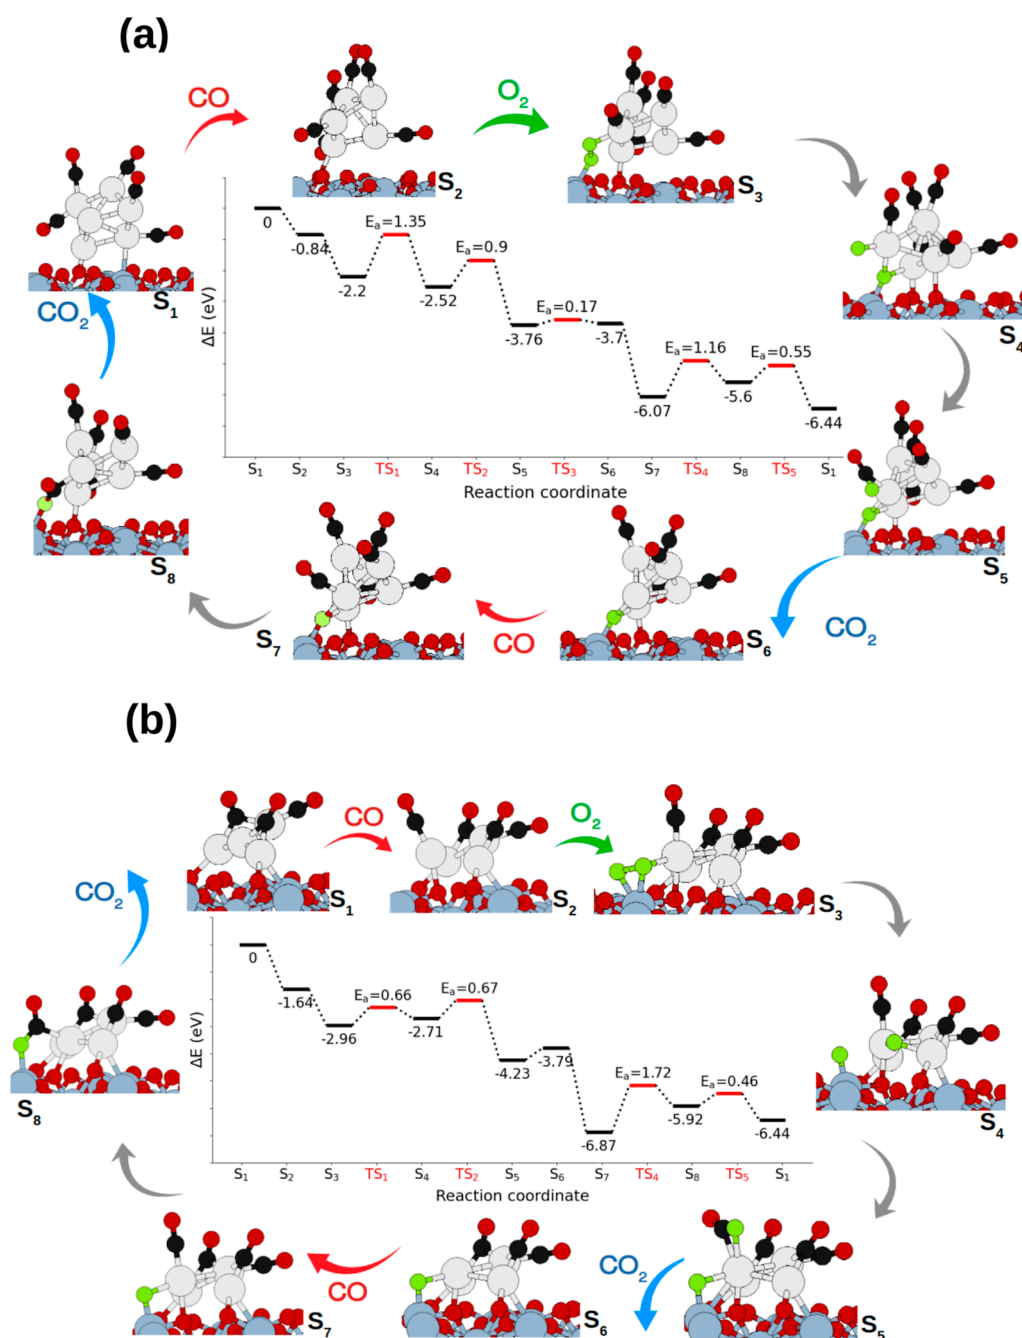 (a)
CO
O2
S2
S3
S1
CO2
S4
0
-0.84
-2.2
Ea=1.35
-2.52
Ea=0.9
-3.76
Ea=0.17
-3.7
-6.07
Ea=1.16
-5.6
Ea=0.55
-6.44
ΔE (eV)
S1 S2 S3 TS1 S4 TS2 S5 TS3 S6 S7 TS4 S8 TS5 S1
Reaction coordinate
S8
S5
S7
CO
S6
CO2
(b)
CO
O2
S1
S2
S3
CO2
0
-1.64
-2.96
Ea=0.66
-2.71
Ea=0.67
-4.23
-3.79
-6.87
Ea=1.72
-5.92
Ea=0.46
-6.44
ΔE (eV)
S8
S4
S1 S2 S3 TS1 S4 TS2 S5 S6 S7 TS4 S8 TS5 S1
Reaction coordinate
CO
CO2
S7
S6
S5